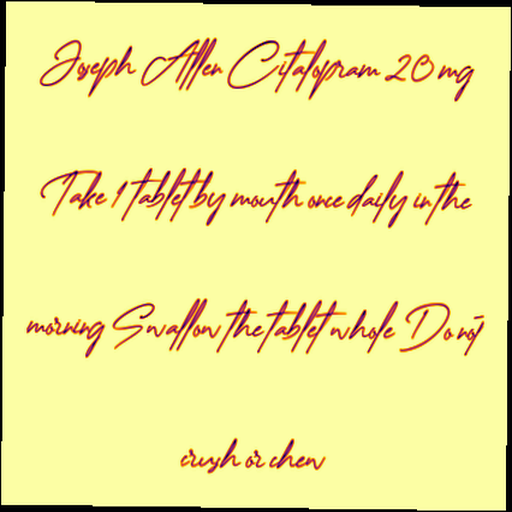 Joseph Allen Citalopram 20 mg
Take 1 tablet by mouth once daily in the
morning Swallow the tablet whole Do not
crush or chew